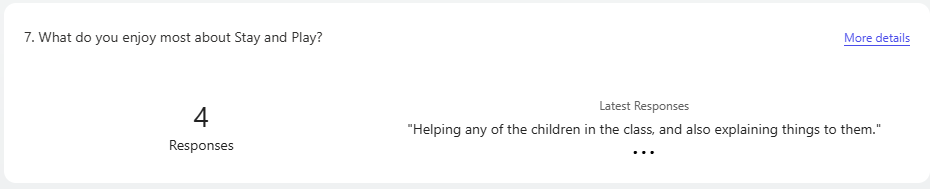 7. What do you enjoy most about Stay and Play?
More details
4
Responses
Latest Responses
"Helping any of the children in the class, and also explaining things to them."
...